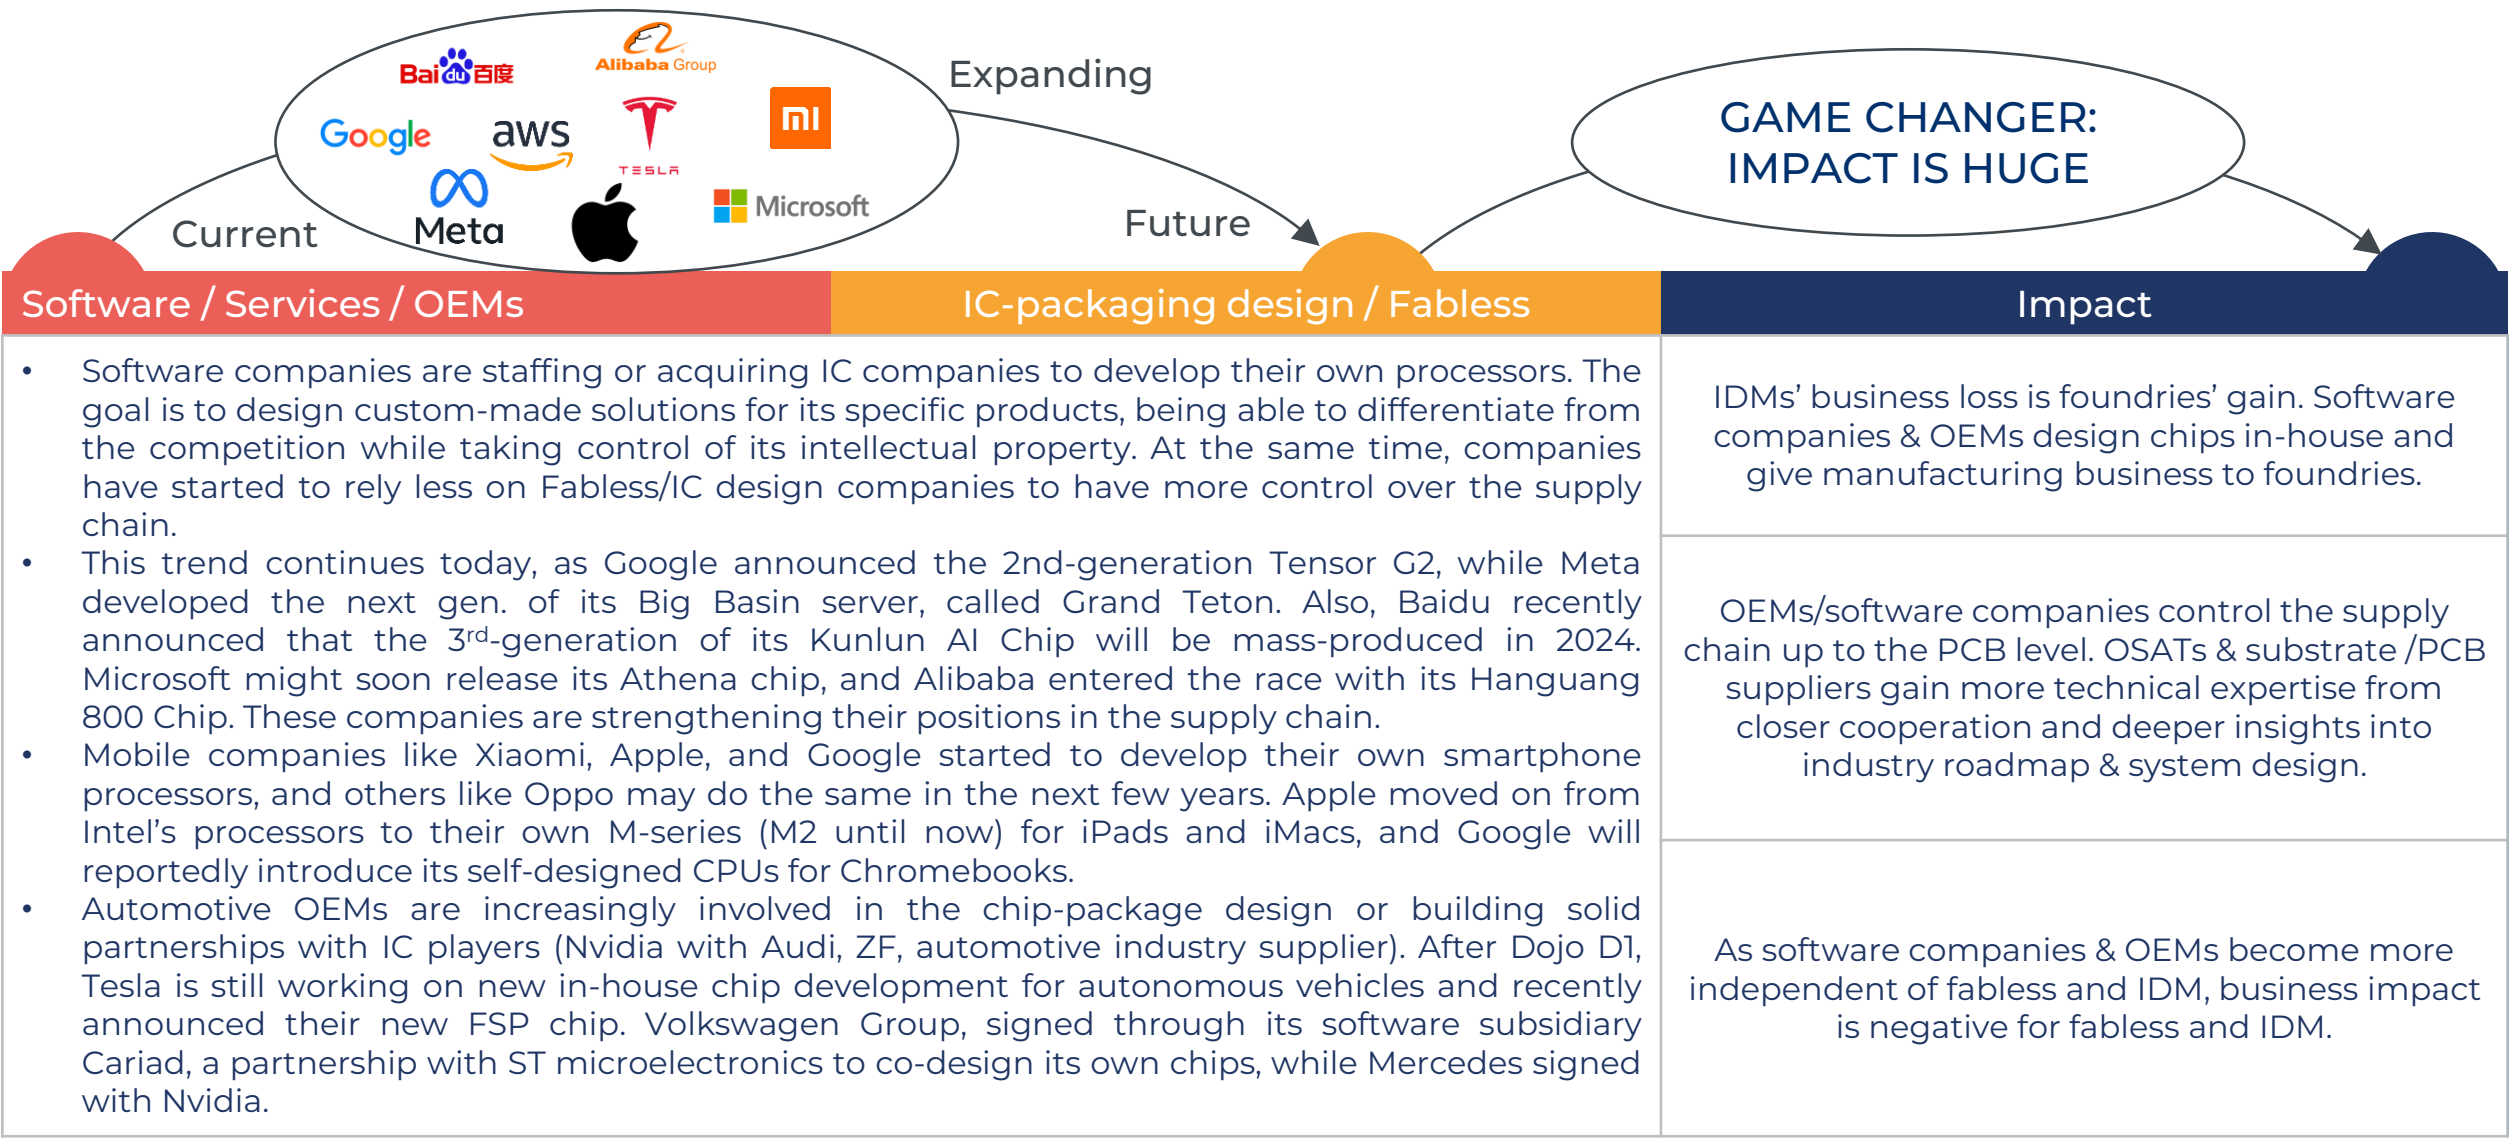 Baidu百度
Alibaba Group
Google
aws
TESLA
mi
Meta
Microsoft
Current
Expanding
Future
GAME CHANGER:
IMPACT IS HUGE
Software / Services / OEMs
IC-packaging design / Fabless
Impact
• Software companies are staffing or acquiring IC companies to develop their own processors. The
goal is to design custom-made solutions for its specific products, being able to differentiate from
the competition while taking control of its intellectual property. At the same time, companies
have started to rely less on Fabless/IC design companies to have more control over the supply
chain.
• This trend continues today, as Google announced the 2nd-generation Tensor G2, while Meta
developed the next gen. of its Big Basin server, called Grand Teton. Also, Baidu recently
announced that the 3rd-generation of its Kunlun AI Chip will be mass-produced in 2024.
Microsoft might soon release its Athena chip, and Alibaba entered the race with its Hanguang
800 Chip. These companies are strengthening their positions in the supply chain.
• Mobile companies like Xiaomi, Apple, and Google started to develop their own smartphone
processors, and others like Oppo may do the same in the next few years. Apple moved on from
Intel’s processors to their own M-series (M2 until now) for iPads and iMacs, and Google will
reportedly introduce its self-designed CPUs for Chromebooks.
• Automotive OEMs are increasingly involved in the chip-package design or building solid
partnerships with IC players (Nvidia with Audi, ZF, automotive industry supplier). After Dojo D1,
Tesla is still working on new in-house chip development for autonomous vehicles and recently
announced their new FSP chip. Volkswagen Group, signed through its software subsidiary
Cariad, a partnership with ST microelectronics to co-design its own chips, while Mercedes signed
with Nvidia.
IDMs’ business loss is foundries’ gain. Software
companies & OEMs design chips in-house and
give manufacturing business to foundries.
OEMs/software companies control the supply
chain up to the PCB level. OSATs & substrate /PCB
suppliers gain more technical expertise from
closer cooperation and deeper insights into
industry roadmap & system design.
As software companies & OEMs become more
independent of fabless and IDM, business impact
is negative for fabless and IDM.